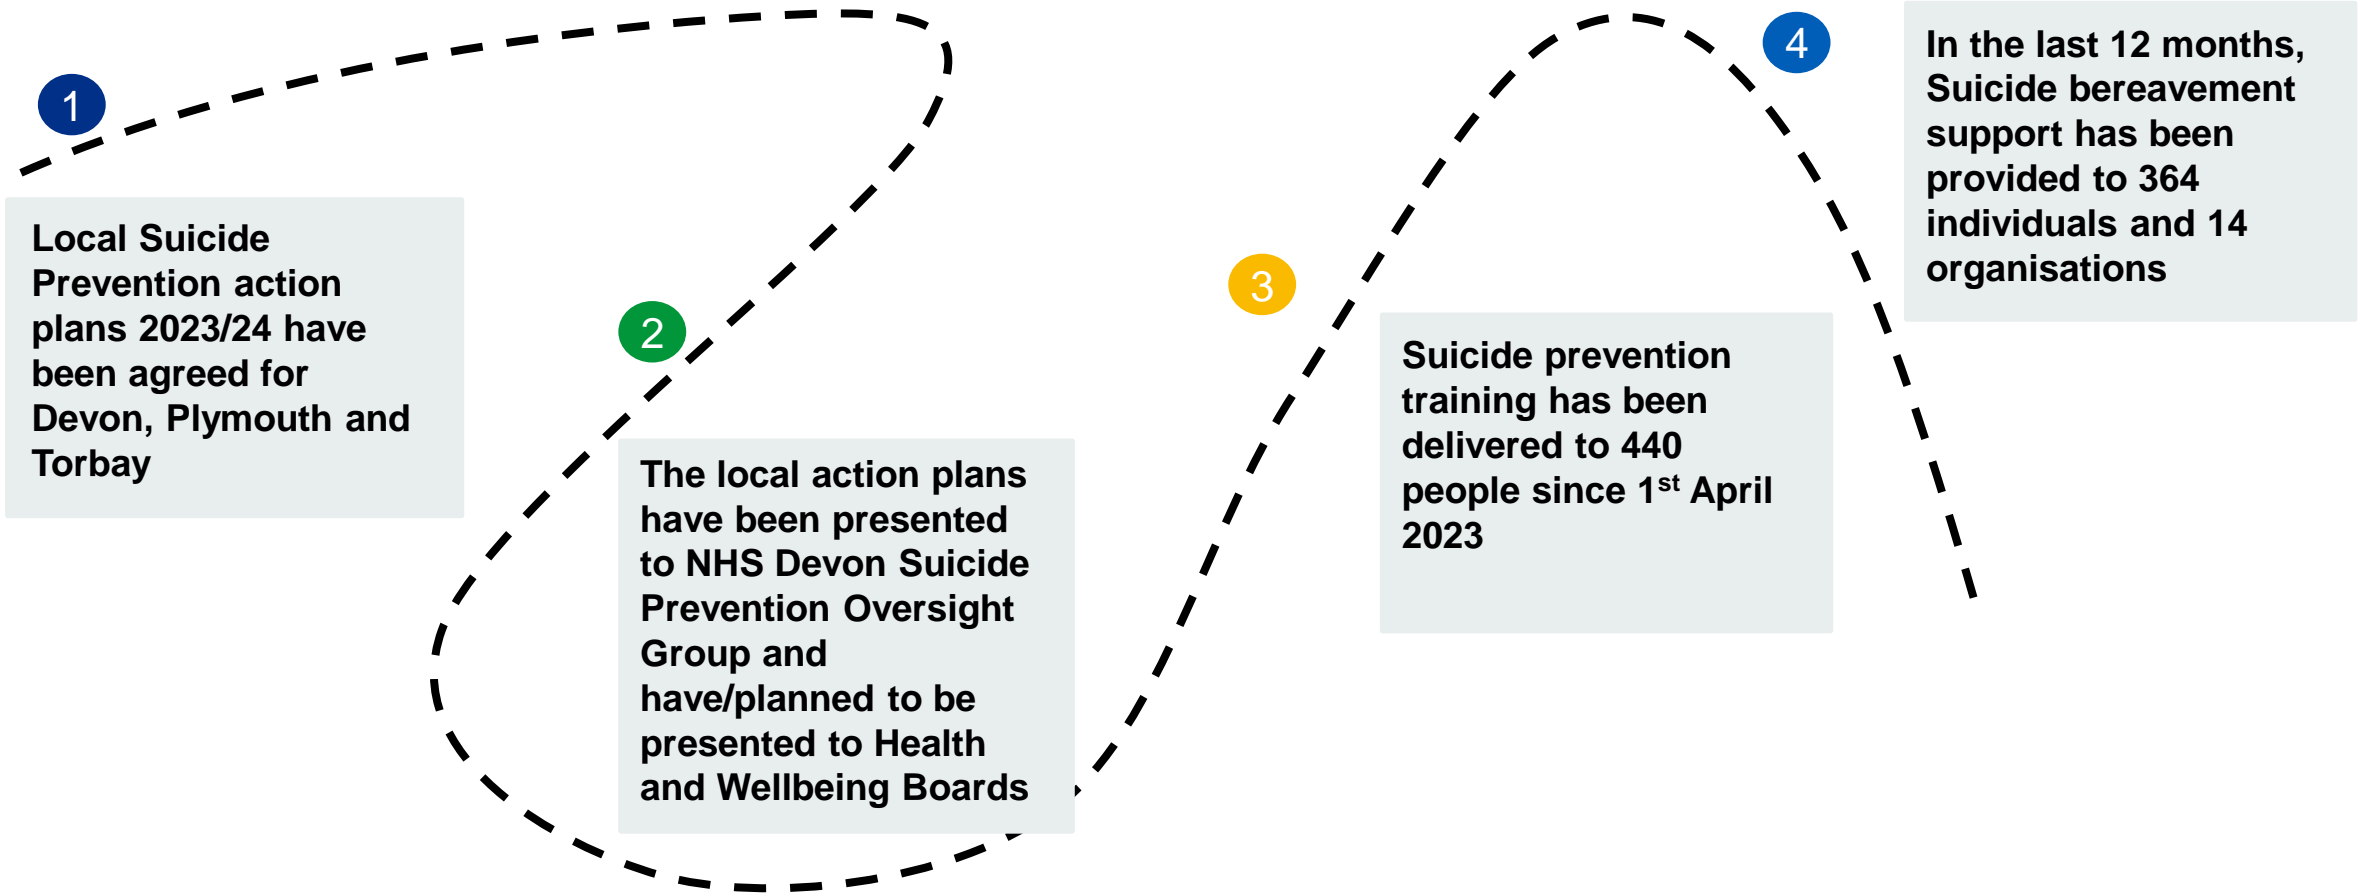 1
Local Suicide
Prevention action
plans 2023/24 have
been agreed for
Devon, Plymouth and
Torbay
2
The local action plans
have been presented
to NHS Devon Suicide
Prevention Oversight
Group and
have/planned to be
presented to Health
and Wellbeing Boards
3
Suicide prevention
training has been
delivered to 440
people since 1st April
2023
4
In the last 12 months,
Suicide bereavement
support has been
provided to 364
individuals and 14
organisations